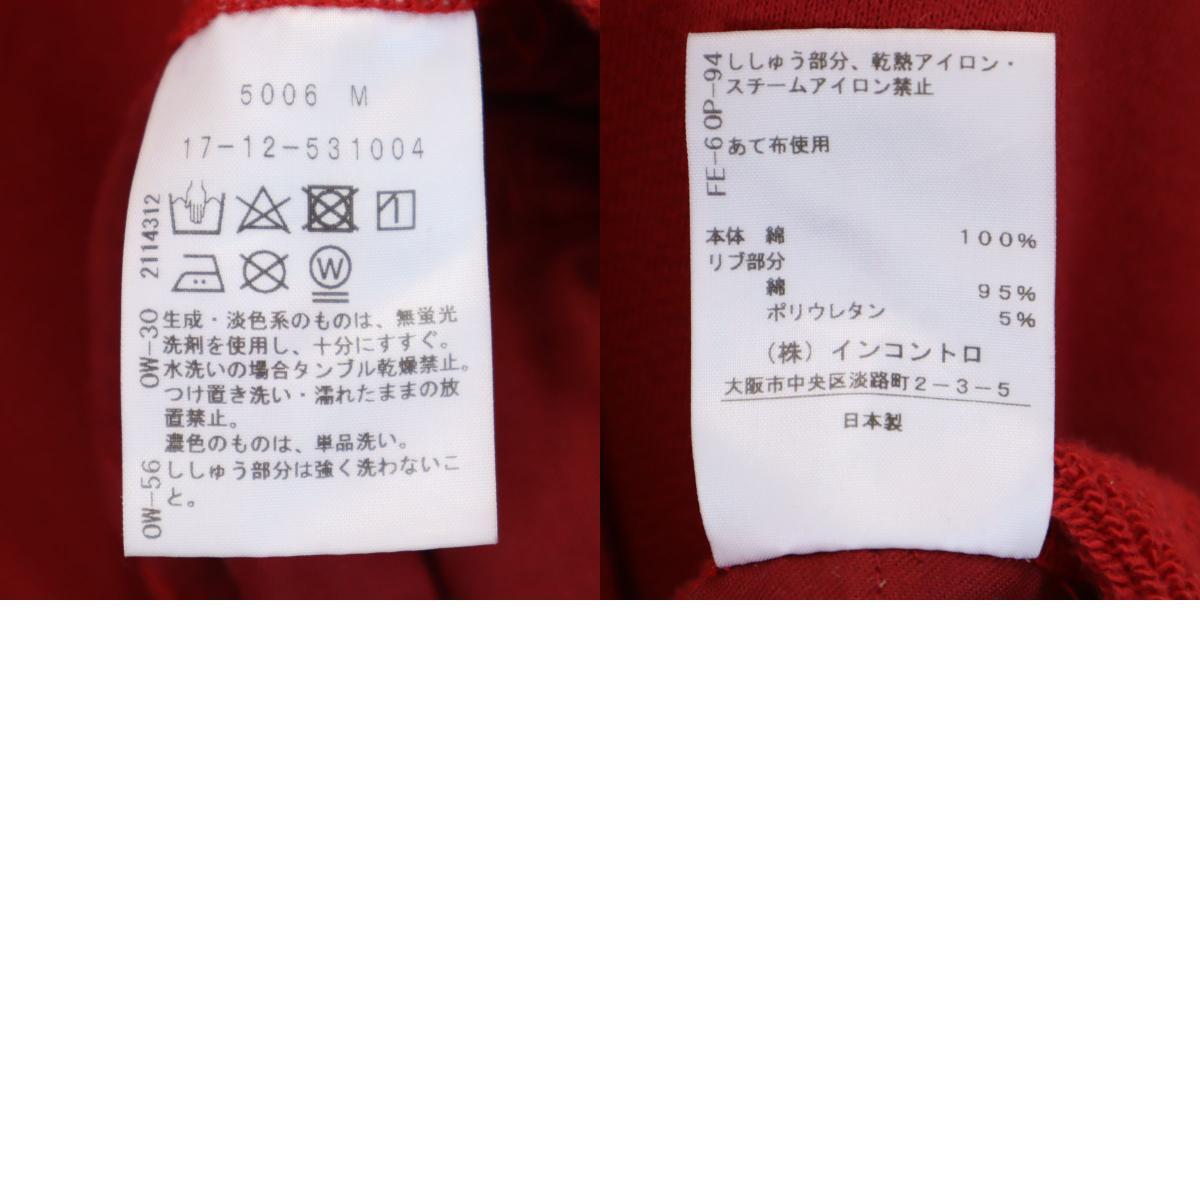 5006 M
17-12-531004
2114312
OW-30
OW-56
W
生成・淡色系のものは、無蛍光
洗剤を使用し、十分にすすぐ。
水洗いの場合タンブル乾燥禁止。
つけ置き洗い・濡れたままの放
置禁止。
濃色のものは、単品洗い。
ししゅう部分は強く洗わないこ
と。
FE-6 OP-94
ししゅう部分、乾熱アイロン・
スチームアイロン禁止
あて布使用
本体 綿 100%
リブ部分
綿 95%
ポリウレタン 5%
(株)インコントロ
大阪市中央区淡路町2-3-5
日本製